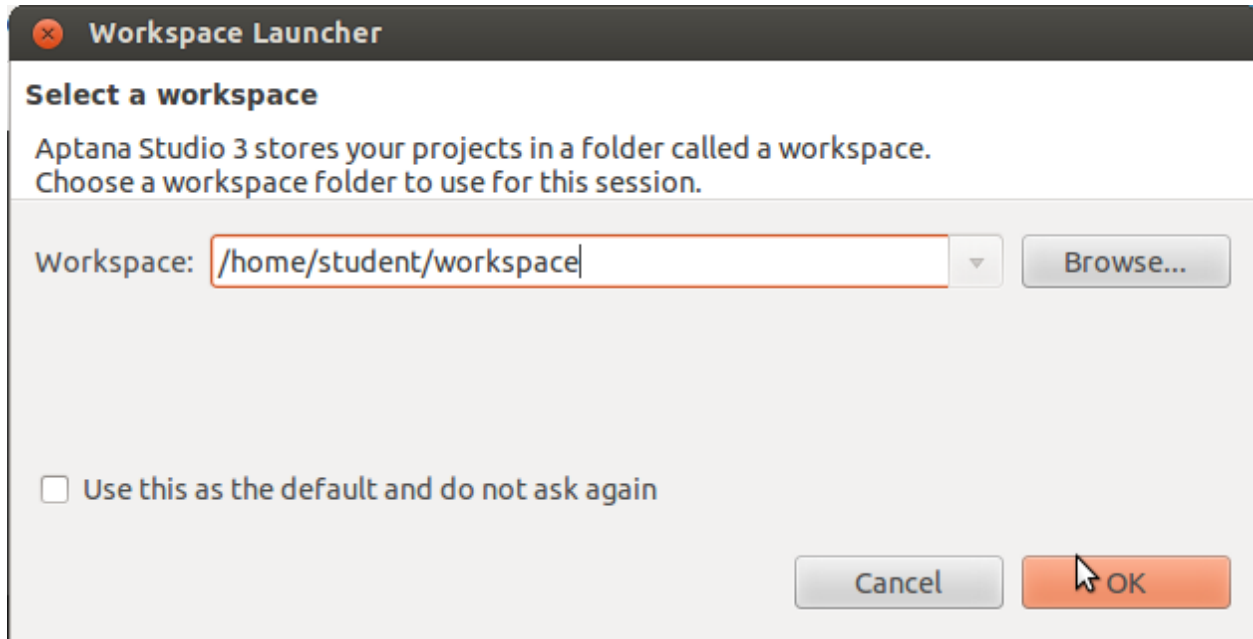 Workspace Launcher
Select a workspace
Aptana Studio 3 stores your projects in a folder called a workspace.
Choose a workspace folder to use for this session.
Workspace: /home/student/workspace Browse...
Use this as the default and do not ask again
Cancel OK